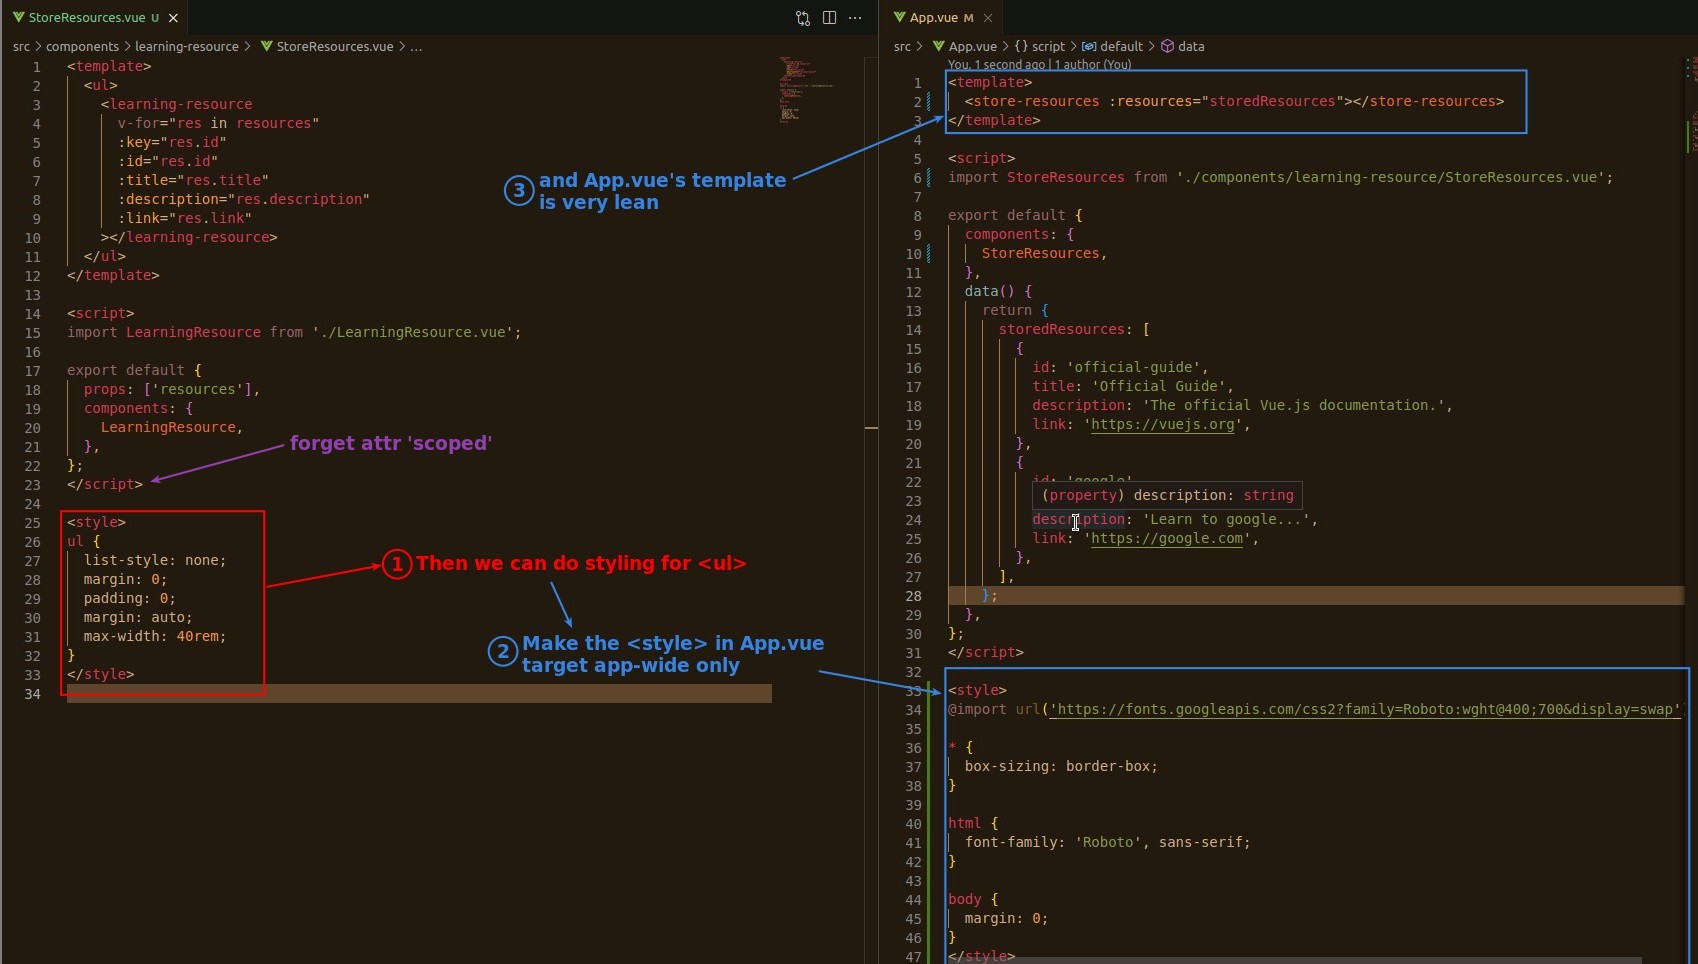 StoreResources.vue U
src > components > learning-resource > StoreResources.vue > ...
1 <template>
2 <ul>
3 <learning-resource
4 v-for="res in resources"
5 :key="res.id"
6 :id="res.id"
7 :title="res.title"
8 :description="res.description"
9 :link="res.link"
10 ></learning-resource>
11 </ul>
12 </template>
13
14 <script>
15 import LearningResource from './LearningResource.vue';
16
17 export default {
18 props: ['resources'],
19 components: {
20 LearningResource,
21 },
22 };
23 </script>
24
25 <style>
26 ul {
27 list-style: none;
28 margin: 0;
29 padding: 0;
30 margin: auto;
31 max-width: 40rem;
32 }
33 </style>
34
forget attr 'scoped'
1 Then we can do styling for <ul>
2 Make the <style> in App.vue
target app-wide only
3 and App.vue's template
is very lean
App.vue M
src > App.vue > {} script > default > data
You, 1 second ago | 1 author (You)
1 <template>
2 <store-resources :resources="storedResources"></store-resources>
3 </template>
4
5 <script>
6 import StoreResources from './components/learning-resource/StoreResources.vue';
7
8 export default {
9 components: {
10 StoreResources,
11 },
12 data() {
13 return {
14 storedResources: [
15 {
16 id: 'official-guide',
17 title: 'Official Guide',
18 description: 'The official Vue.js documentation.',
19 link: 'https://vuejs.org',
20 },
21 {
22 id: 'google'
23 (property) description: string
24 description: 'Learn to google...',
25 link: 'https://google.com',
26 },
27 ],
28 };
29 },
30 };
31 </script>
32
33 <style>
34 @import url('https://fonts.googleapis.com/css2?family=Roboto:wght@400;700&display=swap'
35
36 * {
37 box-sizing: border-box;
38 }
39
40 html {
41 font-family: 'Roboto', sans-serif;
42 }
43
44 body {
45 margin: 0;
46 }
47 </style>